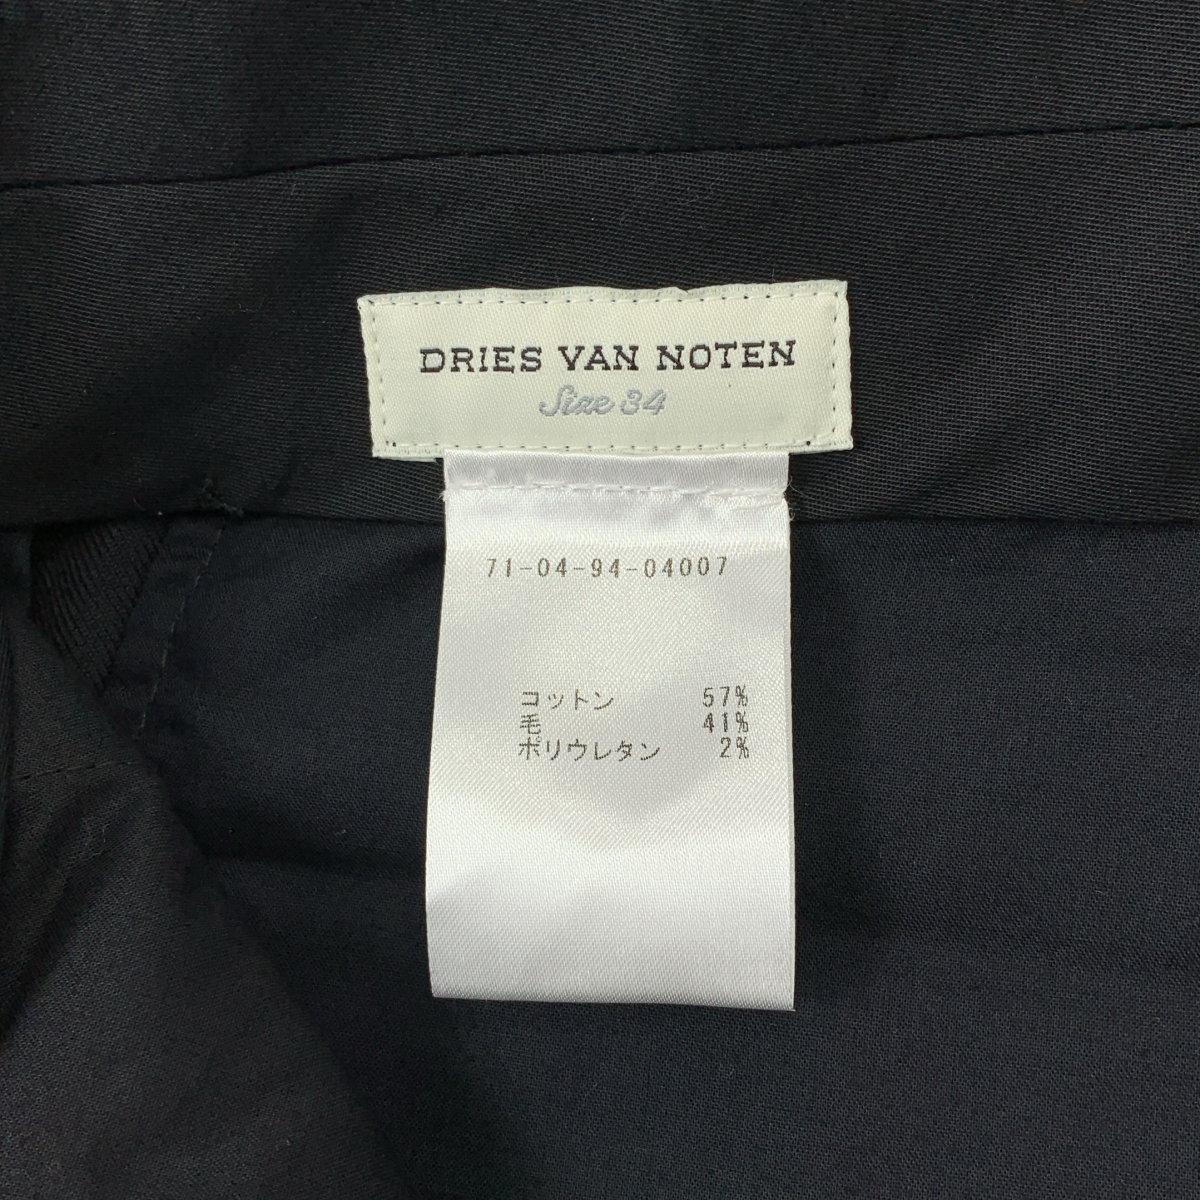 DRIES VAN NOTEN
Size 34
71-04-94-04007
コットン 57%
毛 41%
ポリウレタン 2%